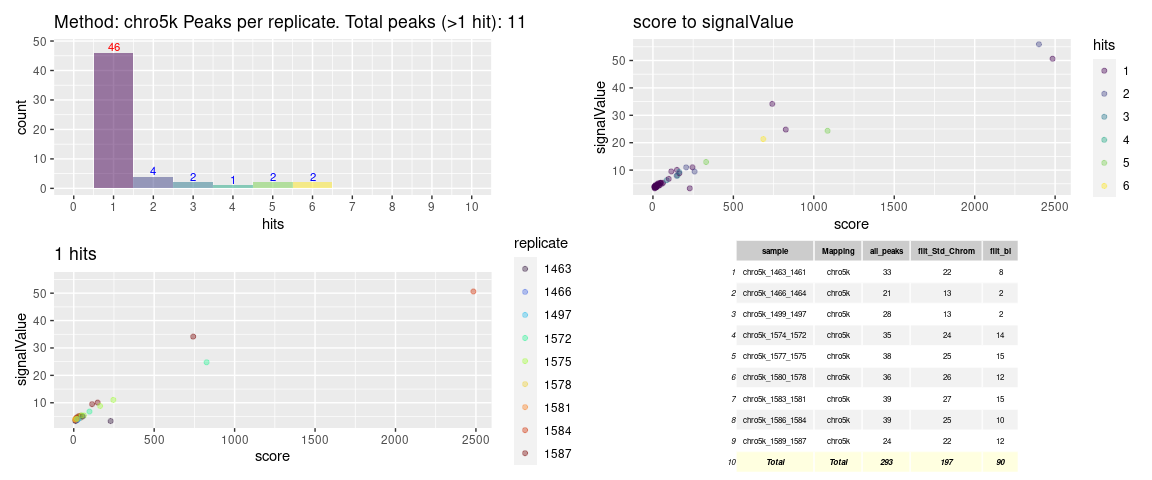 Method: chro5k Peaks per replicate. Total peaks (>1 hit): 11
50
40
30
20
10
0
count
46
4
2
1
2
2
0 1 2 3 4 5 6 7 8 9 10
hits
score to signalValue
50
40
30
20
10
signalValue
0 500 1000 1500 2000 2500
score
hits
1
2
3
4
5
6
1 hits
50
40
30
20
10
signalValue
0 500 1000 1500 2000 2500
score
replicate
1463
1466
1497
1572
1575
1578
1581
1584
1587
sample Mapping all_peaks filt_Std_Chrom filt_bl
1 chro5k_1463_1461 chro5k 33 22 8
2 chro5k_1466_1464 chro5k 21 13 2
3 chro5k_1499_1497 chro5k 28 13 2
4 chro5k_1574_1572 chro5k 35 24 14
5 chro5k_1577_1575 chro5k 38 25 15
6 chro5k_1580_1578 chro5k 36 26 12
7 chro5k_1583_1581 chro5k 39 27 15
8 chro5k_1586_1584 chro5k 39 25 10
9 chro5k_1589_1587 chro5k 24 22 12
10 Total Total 293 197 90